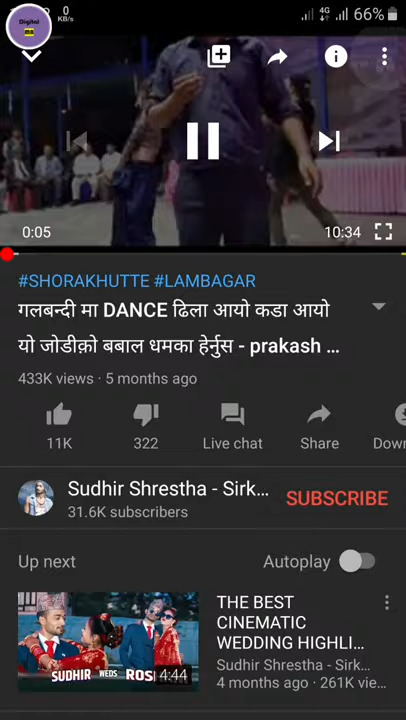 Digital
ms
0
KB/s
4G
66%
0:05
10:34
#SHORAKHUTTE #LAMBAGAR
गलबन्दी मा DANCE ढिला आयो कडा आयो
यो जोडीक़ो बबाल धमका हेर्नुस - prakash ...
433K views · 5 months ago
11K
322
Live chat
Share
Down
Sudhir Shrestha - Sirk...
31.6K subscribers
SUBSCRIBE
Up next
Autoplay
THE BEST
CINEMATIC
WEDDING HIGHLI...
Sudhir Shrestha - Sirk...
4 months ago · 261K vie...
SUDHIR WEDS ROS
4:44